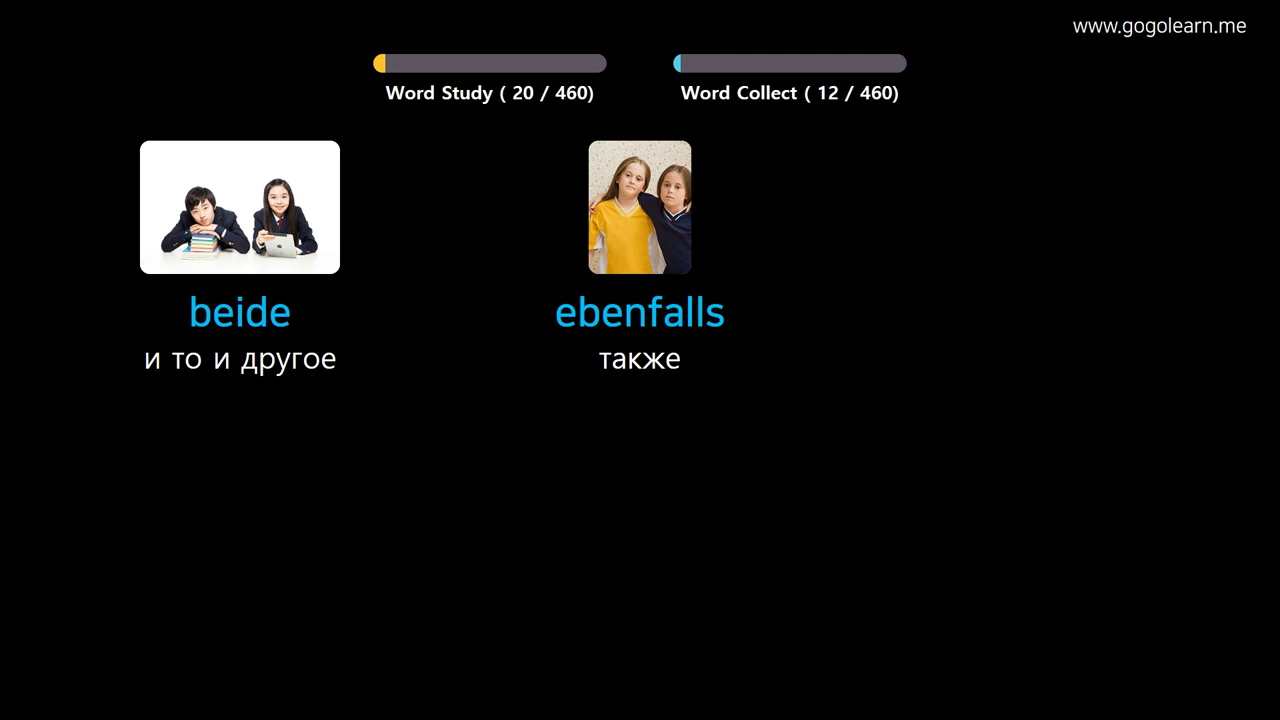 www.gogolearn.me
Word Study ( 20 / 460)
Word Collect ( 12 / 460)
beide
и то и другое
ebenfalls
также